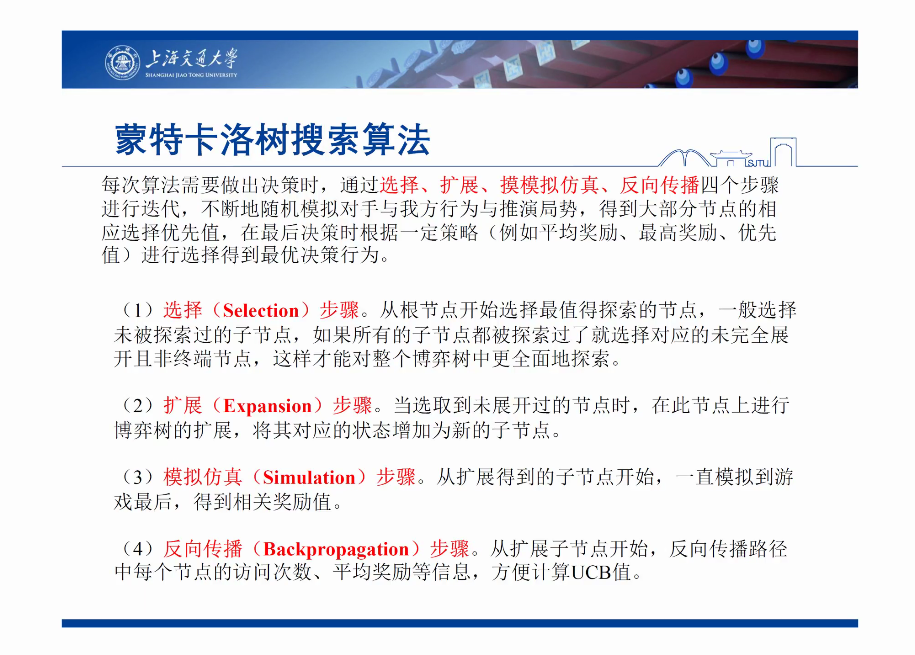 上海交通大学
SHANGHAI JIAO TONG UNIVERSITY
蒙特卡洛树搜索算法
SJTU
每次算法需要做出决策时，通过选择、扩展、摸模拟仿真、反向传播四个步骤
进行迭代，不断地随机模拟对手与我方行为与推演局势，得到大部分节点的相
应选择优先值，在最后决策时根据一定策略（例如平均奖励、最高奖励、优先
值）进行选择得到最优决策行为。
（1）选择（Selection）步骤。从根节点开始选择最值得探索的节点，一般选择
未被探索过的子节点，如果所有的子节点都被探索过了就选择对应的未完全展
开且非终端节点，这样才能对整个博弈树中更全面地探索。
（2）扩展（Expansion）步骤。当选取到未展开过的节点时，在此节点上进行
博弈树的扩展，将其对应的状态增加为新的子节点。
（3）模拟仿真（Simulation）步骤。从扩展得到的子节点开始，一直模拟到游
戏最后，得到相关奖励值。
（4）反向传播（Backpropagation）步骤。从扩展子节点开始，反向传播路径
中每个节点的访问次数、平均奖励等信息，方便计算UCB值。